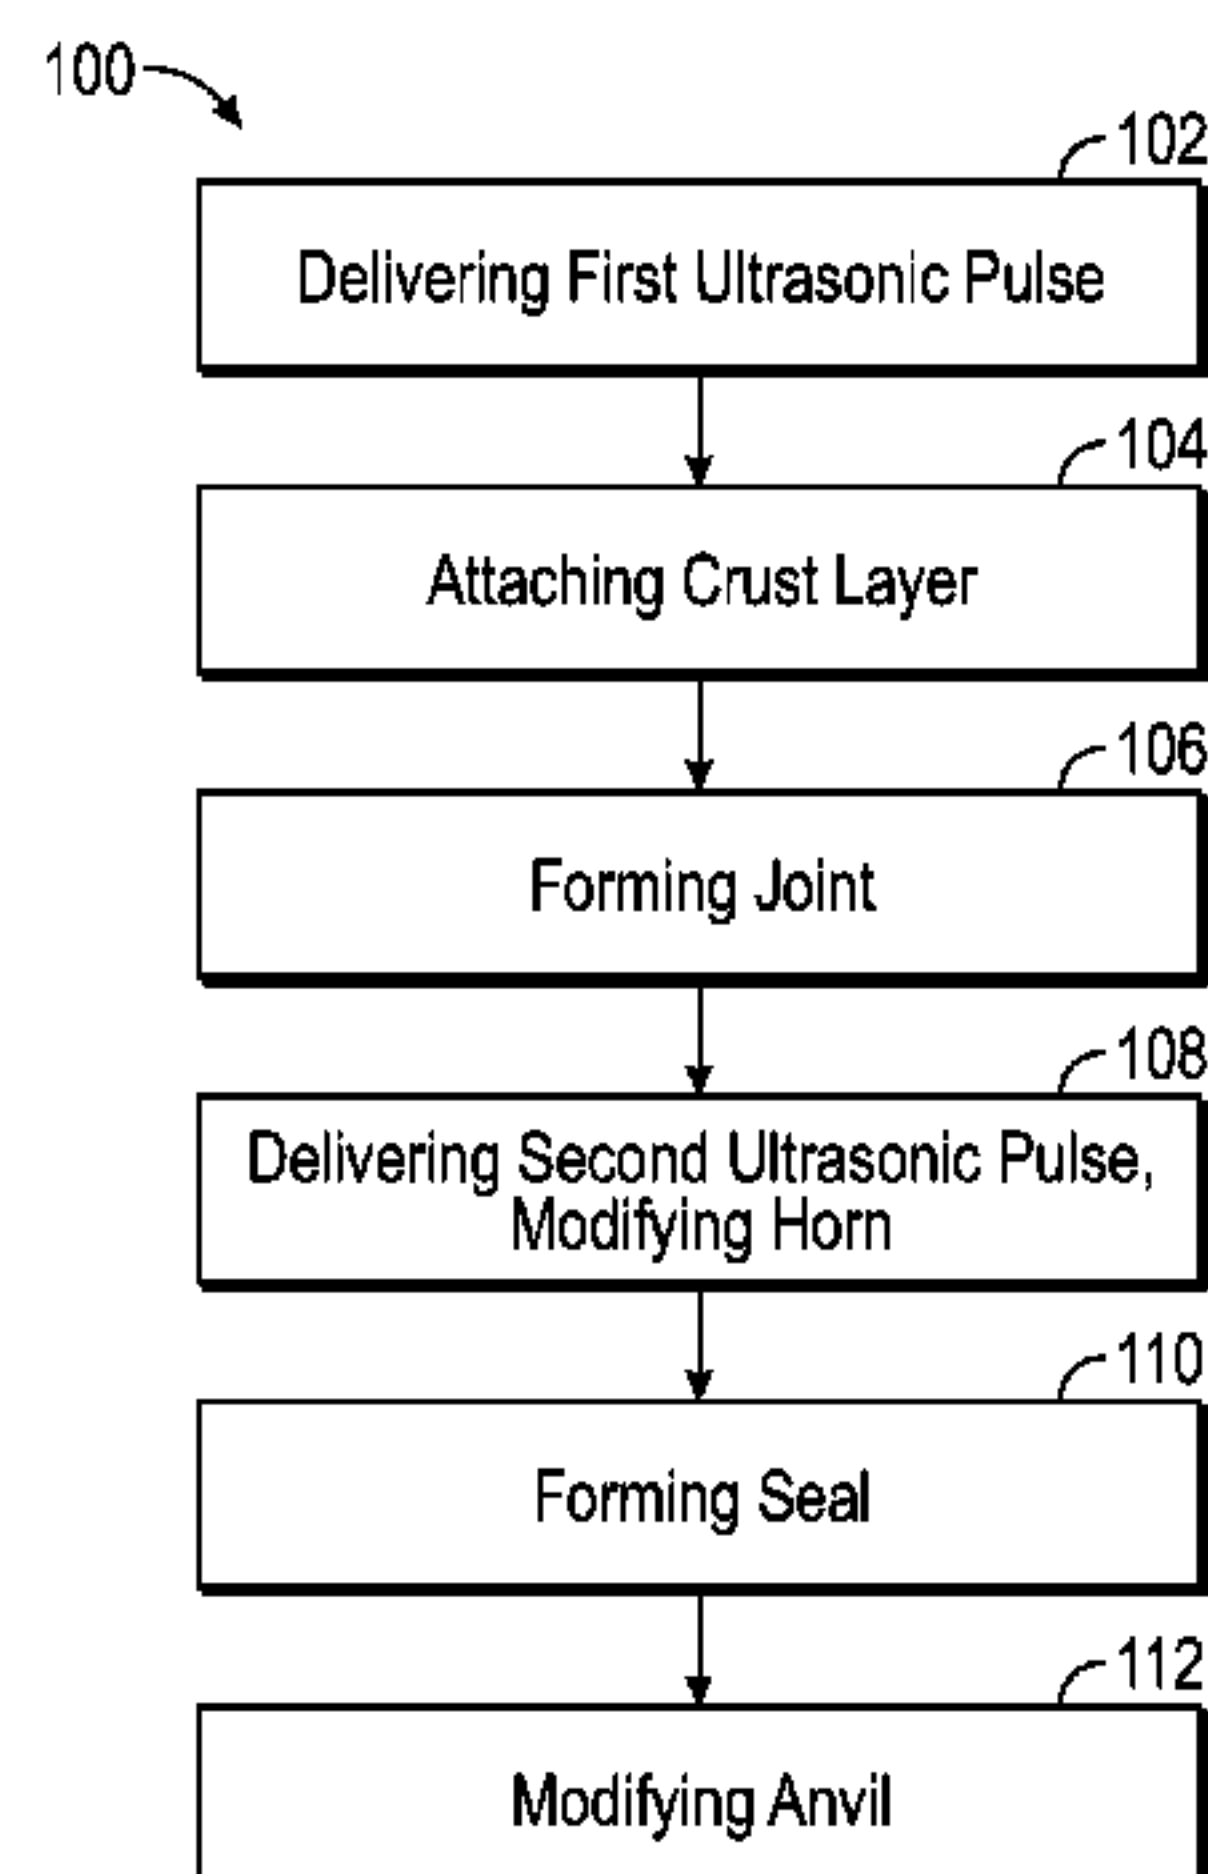 100
102
Delivering First Ultrasonic Pulse
104
Attaching Crust Layer
106
Forming Joint
108
Delivering Second Ultrasonic Pulse,
Modifying Horn
110
Forming Seal
112
Modifying Anvil